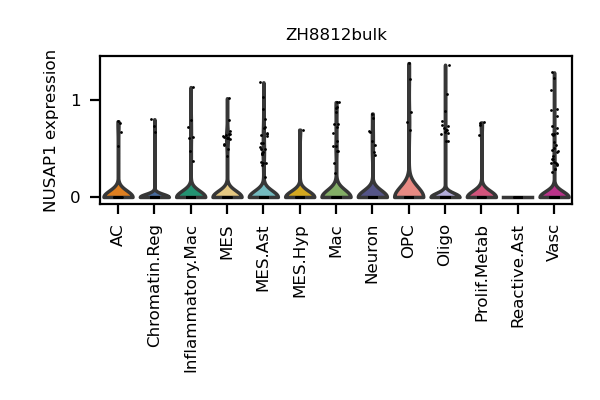 ZH8812bulk
NUSAP1 expression
1
0
AC
Chromatin.Reg
Inflammatory.Mac
MES
MES.Ast
MES.Hyp
Mac
Neuron
OPC
Oligo
Prolif.Metab
Reactive.Ast
Vasc